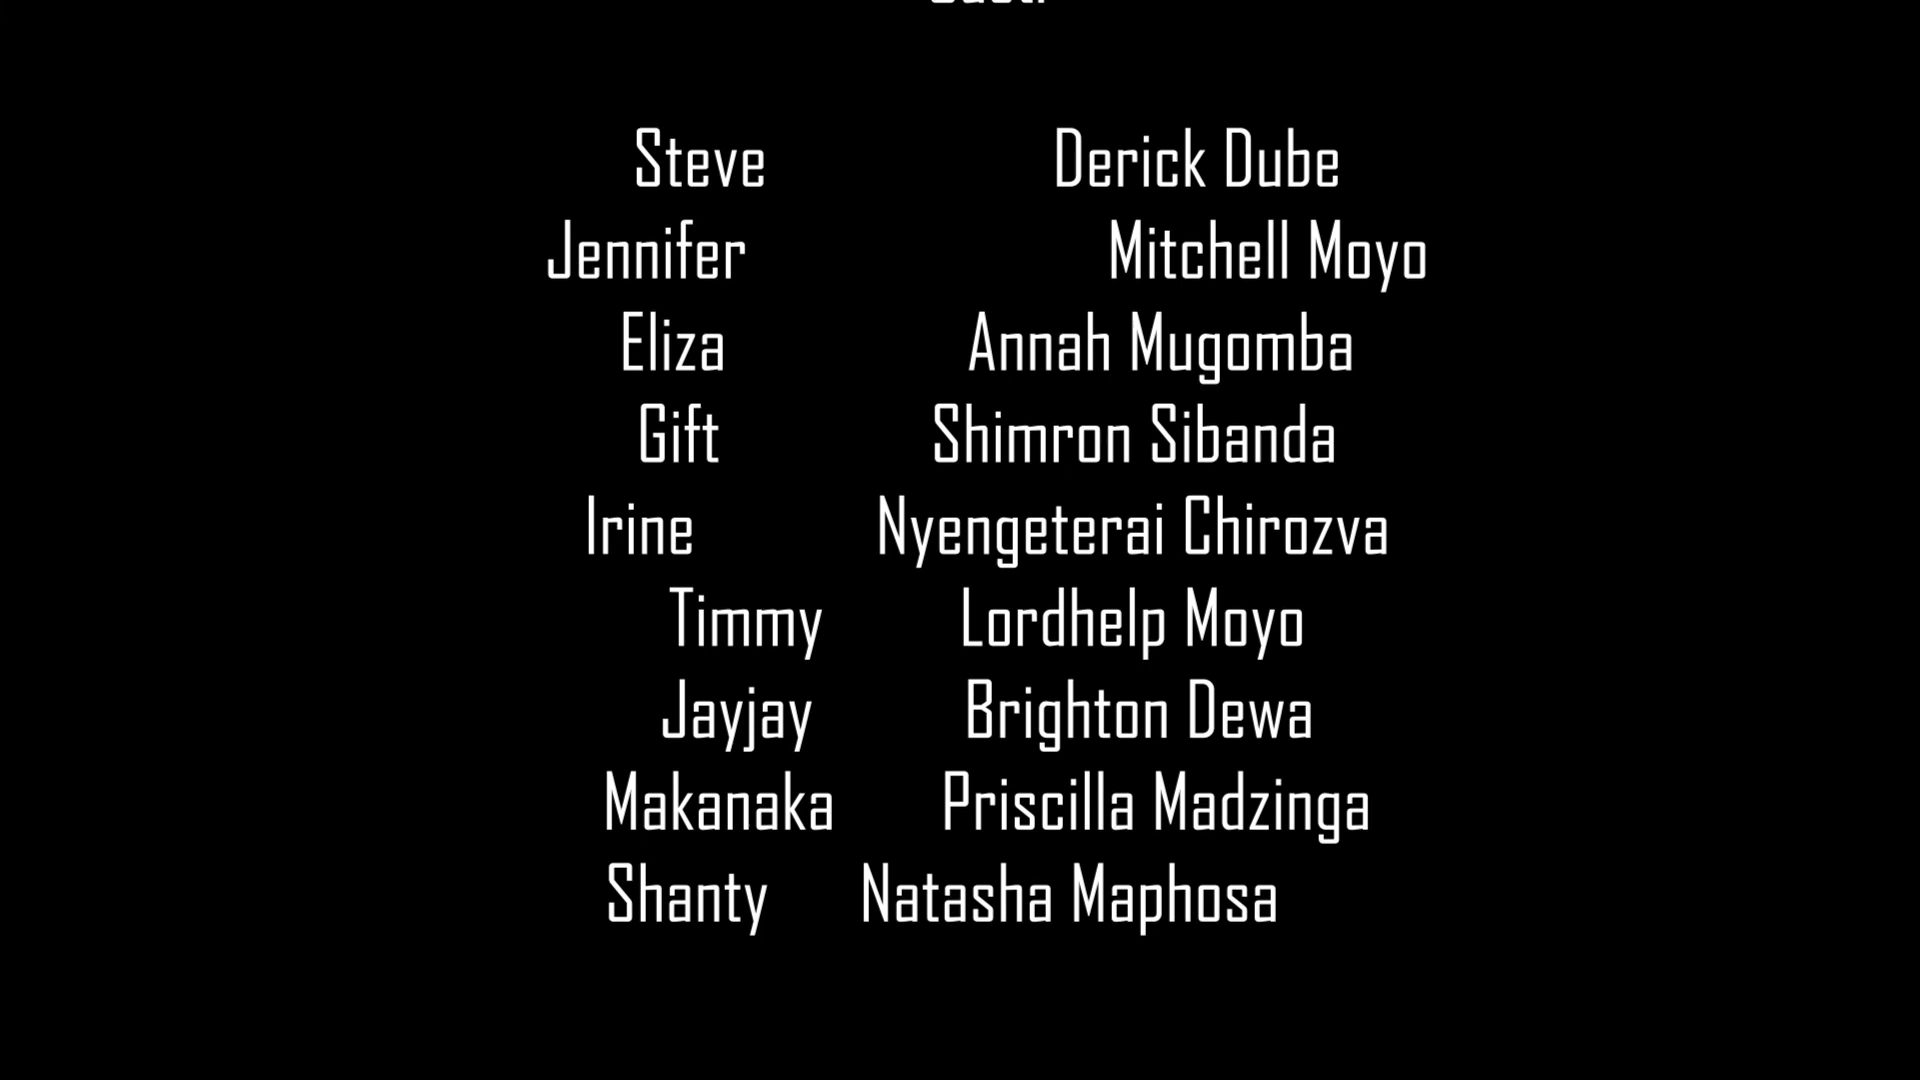 Steve Derick Dube
Jennifer Mitchell Moyo
Eliza Annah Mugomba
Gift Shimron Sibanda
Irine Nyengeterai Chirozva
Timmy Lordhelp Moyo
Jayjay Brighton Dewa
Makanaka Priscilla Madzinga
Shanty Natasha Maphosa